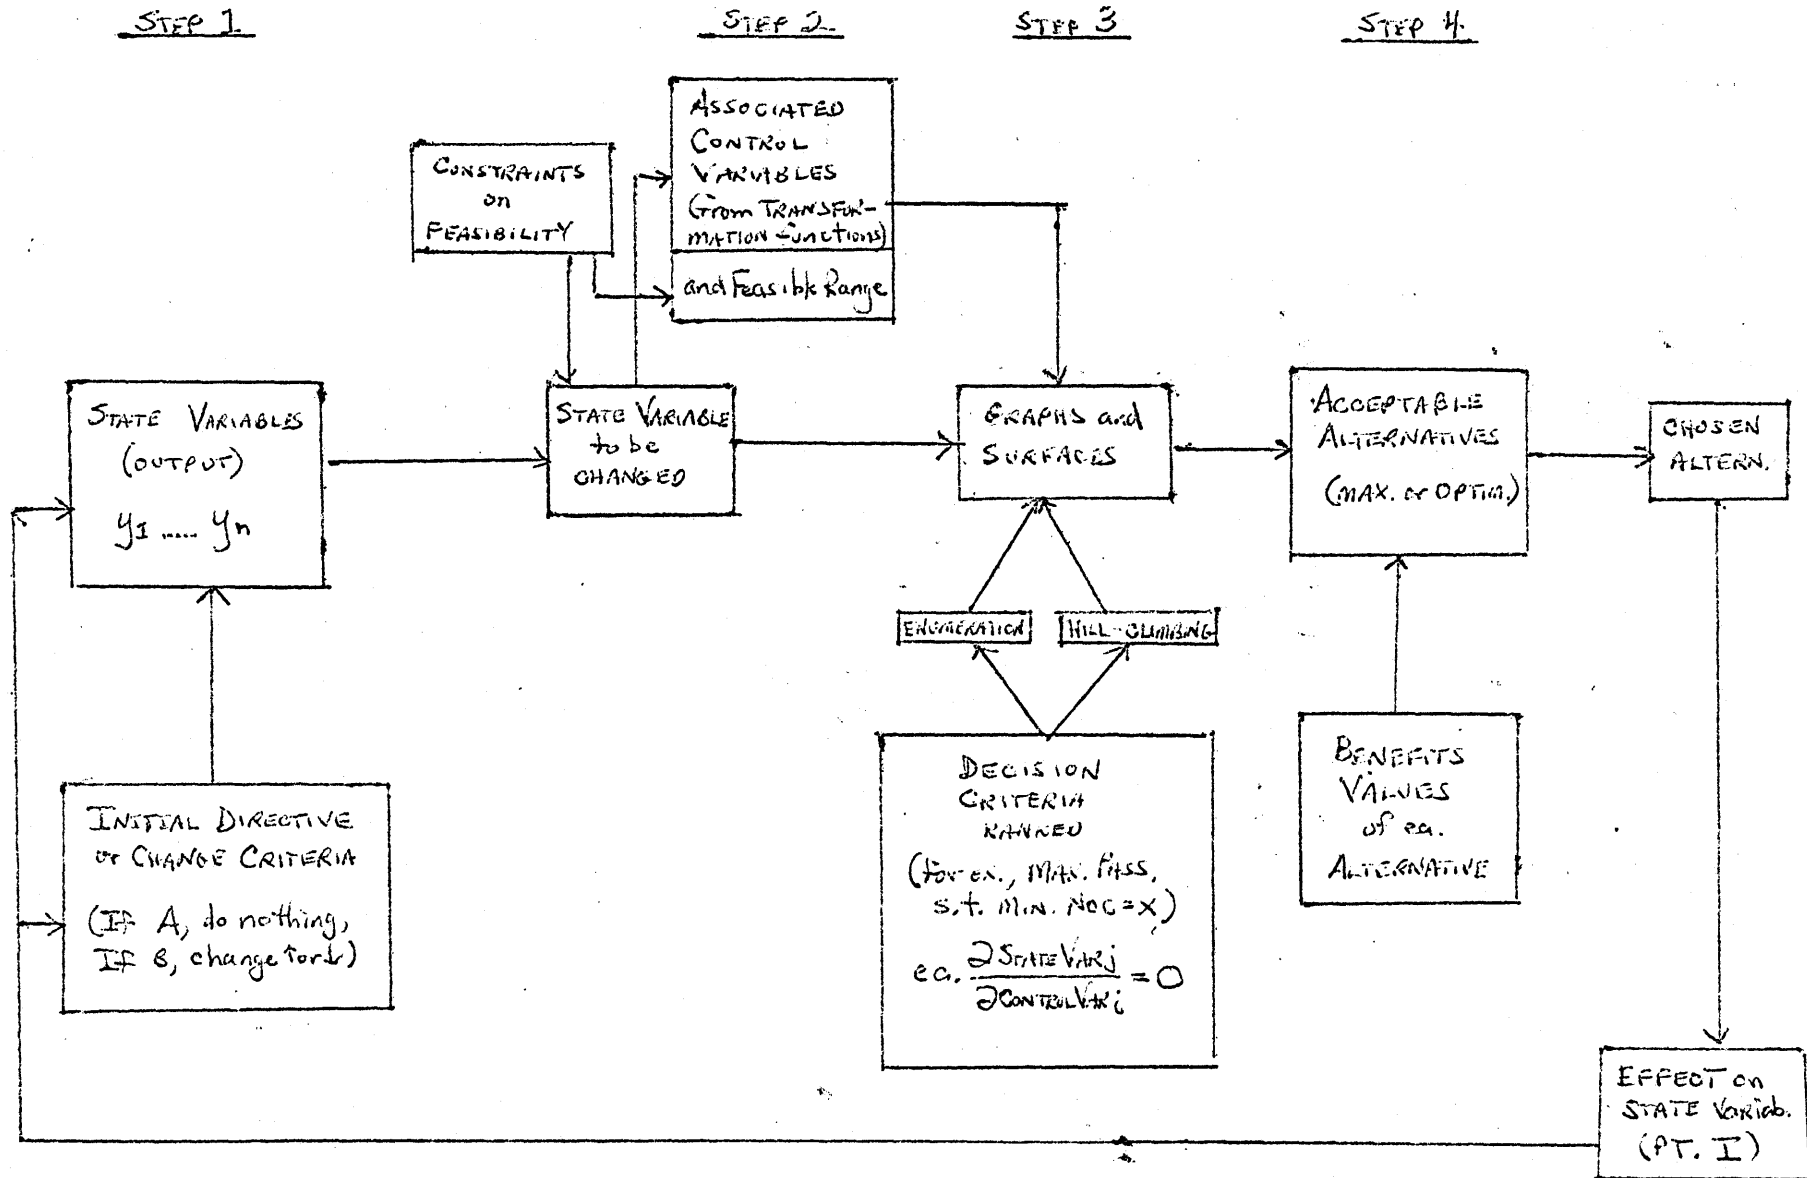 STEP 1
STEP 2
STEP 3
STEP 4
CONSTRAINTS
on
FEASIBILITY
ASSOCIATED
CONTROL
VARIABLES
(from TRANSFOR-
MATION functions)
and Feasible Range
STATE VARIABLES
(OUTPUT)
y1 ..... yn
STATE VARIABLE
to be
CHANGED
GRAPHS and
SURFACES
ACCEPTABLE
ALTERNATIVES
(MAX. or OPTIM.)
CHOSEN
ALTERN.
ENUMERATION
HILL-CLIMBING
INITIAL DIRECTIVE
or CHANGE CRITERIA
(If A, do nothing,
If B, change ↑ or ↓)
DECISION
CRITERIA
RANKED
(for ex., MAX. PASS,
s.t. MIN. NOC = X)
∂ STATE VAR j
= 0
∂ CONTROL VAR i
BENEFITS
VALUES
of ea.
ALTERNATIVE
EFFECT on
STATE Variab.
(PT. I)